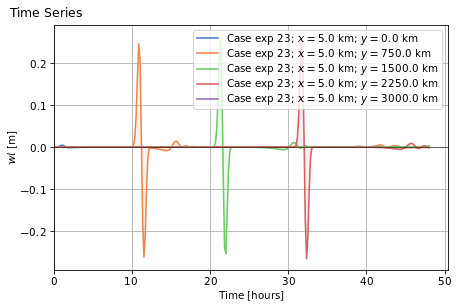 Time Series
Case exp 23; x = 5.0 km; y = 0.0 km
Case exp 23; x = 5.0 km; y = 750.0 km
Case exp 23; x = 5.0 km; y = 1500.0 km
Case exp 23; x = 5.0 km; y = 2250.0 km
Case exp 23; x = 5.0 km; y = 3000.0 km
0.2
0.1
0.0
−0.1
−0.2
wl [m]
0 10 20 30 40 50
Time [hours]